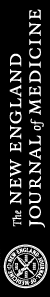 The NEW ENGLAND
JOURNAL of MEDICINE